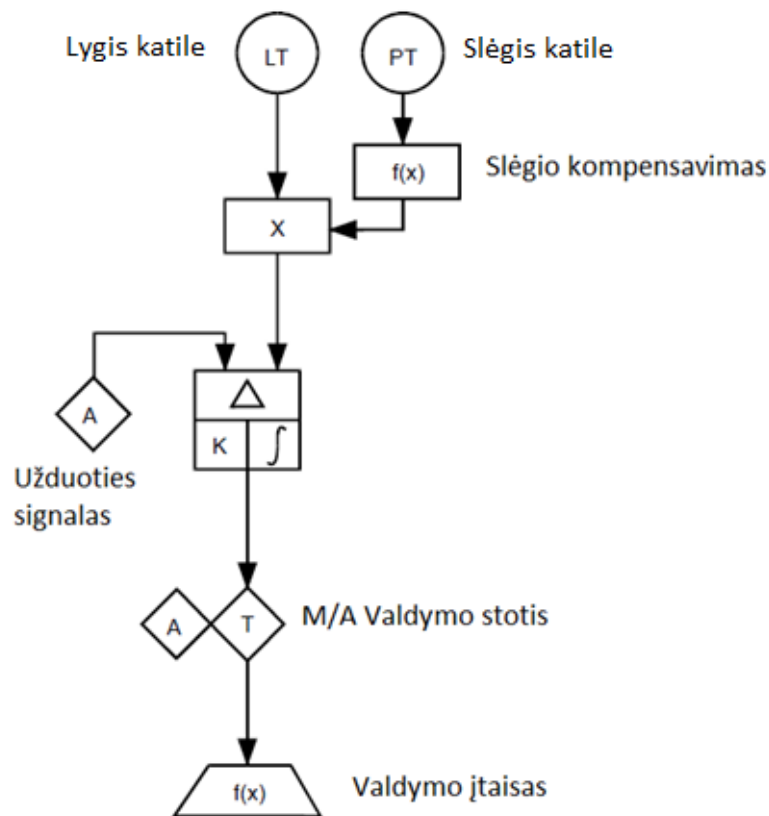 Lygis katile
LT
PT
Slėgis katile
f(x)
Slėgio kompensavimas
X
A
△
K ∫
Užduoties
signalas
A
T
M/A Valdymo stotis
f(x)
Valdymo įtaisas